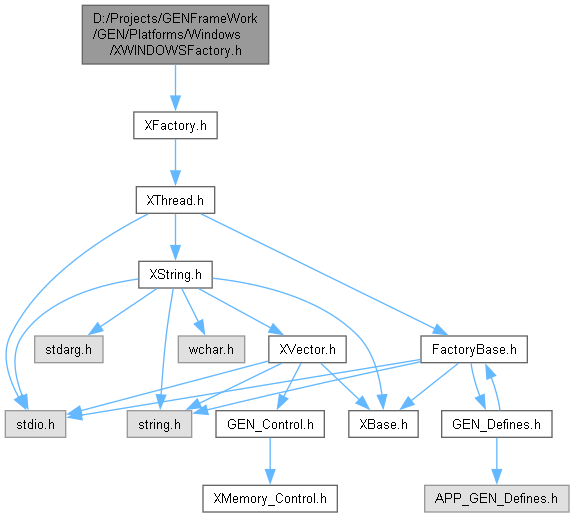 D:/Projects/GENFrameWork
/GEN/Platforms/Windows
/XWINDOWSFactory.h
XFactory.h
XThread.h
XString.h
stdarg.h
wchar.h
XVector.h
FactoryBase.h
stdio.h
string.h
GEN_Control.h
XBase.h
GEN_Defines.h
XMemory_Control.h
APP_GEN_Defines.h